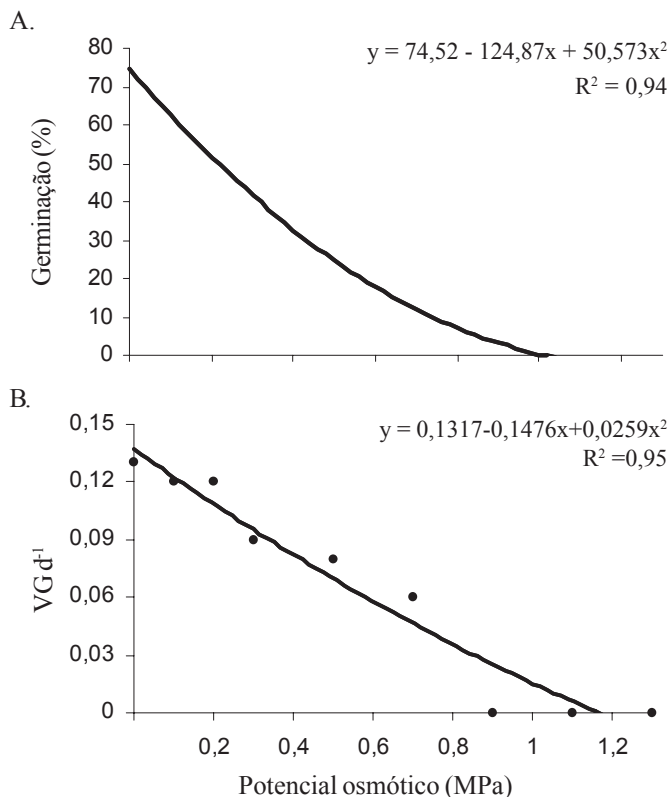 A.
y = 74,52 - 124,87x + 50,573x²
R² = 0,94
Germinação (%)
80
70
60
50
40
30
20
10
0
B.
y = 0,1317-0,1476x+0,0259x²
R² =0,95
VG d⁻¹
0,15
0,12
0,09
0,06
0,03
0
0,2 0,4 0,6 0,8 1 1,2
Potencial osmótico (MPa)